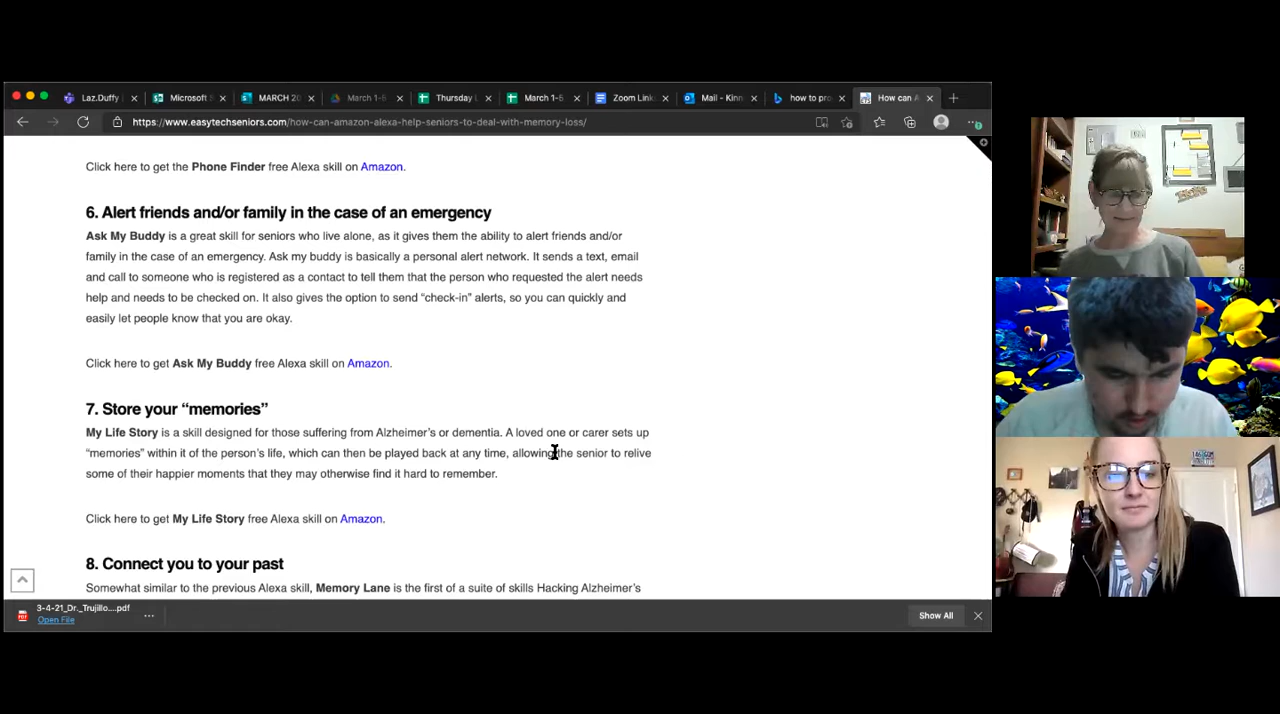 Laz.Duffy
Microsoft
MARCH 20
March 1-5
Thursday
March 1-5
Zoom Link
Mail - Kinn
how to pro
How can
https://www.easytechseniors.com/how-can-amazon-alexa-help-seniors-to-deal-with-memory-loss/
Click here to get the Phone Finder free Alexa skill on Amazon.
6. Alert friends and/or family in the case of an emergency
Ask My Buddy is a great skill for seniors who live alone, as it gives them the ability to alert friends and/or
family in the case of an emergency. Ask my buddy is basically a personal alert network. It sends a text, email
and call to someone who is registered as a contact to tell them that the person who requested the alert needs
help and needs to be checked on. It also gives the option to send “check-in” alerts, so you can quickly and
easily let people know that you are okay.
Click here to get Ask My Buddy free Alexa skill on Amazon.
7. Store your “memories”
My Life Story is a skill designed for those suffering from Alzheimer’s or dementia. A loved one or carer sets up
“memories” within it of the person’s life, which can then be played back at any time, allowing the senior to relive
some of their happier moments that they may otherwise find it hard to remember.
Click here to get My Life Story free Alexa skill on Amazon.
8. Connect you to your past
Somewhat similar to the previous Alexa skill, Memory Lane is the first of a suite of skills Hacking Alzheimer’s
3-4-21_Dr._Trujillo....pdf
Open File
Show All